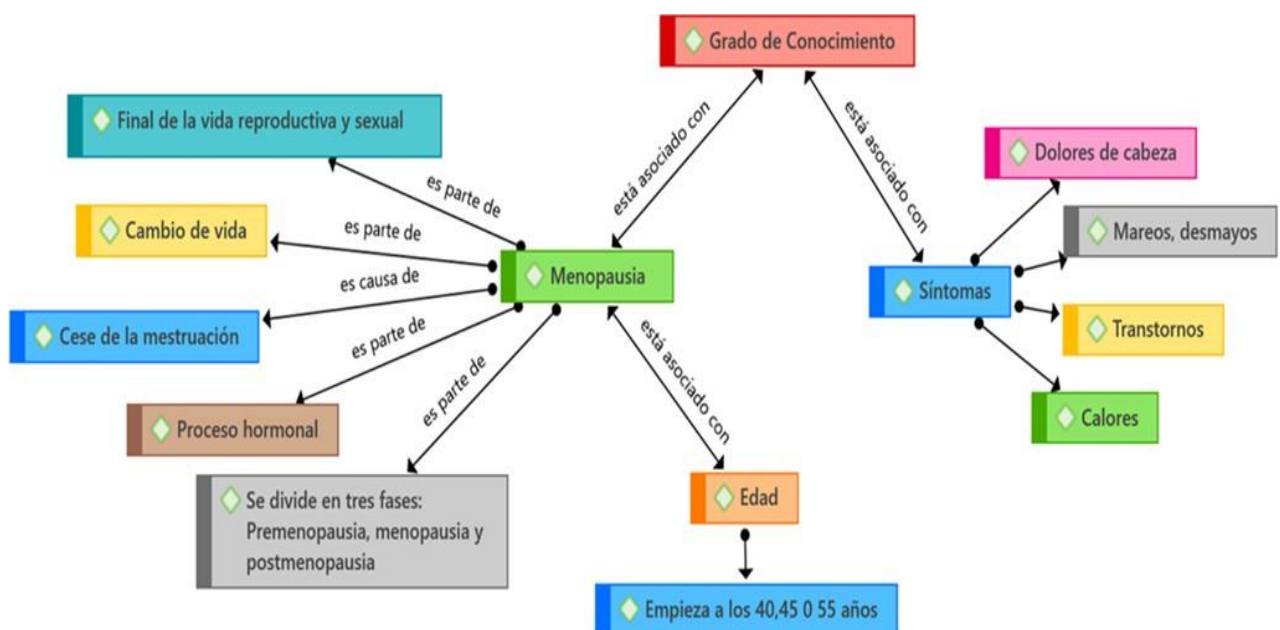 Grado de Conocimiento
Final de la vida reproductiva y sexual
está asociado con
está asociado con
Dolores de cabeza
es parte de
Cambio de vida
es parte de
Mareos, desmayos
Menopausia
es causa de
Síntomas
Cese de la mestruación
es parte de
Transtornos
es parte de
está asociado con
Proceso hormonal
Calores
Se divide en tres fases:
Premenopausia, menopausia y
postmenopausia
Edad
Empieza a los 40,45 0 55 años